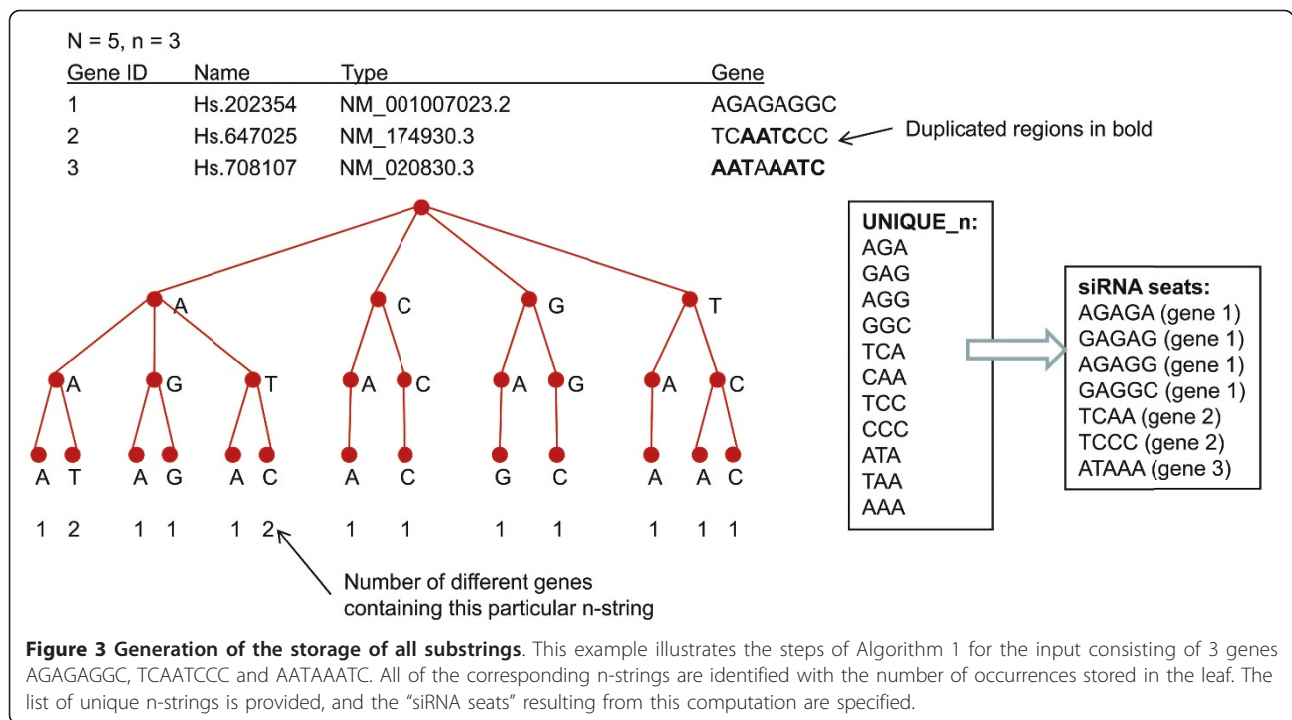 N = 5, n = 3
Gene ID Name Type Gene
1 Hs.202354 NM_001007023.2 AGAGAGGC
2 Hs.647025 NM_174930.3 TCAATCCC
Duplicated regions in bold
3 Hs.708107 NM_020830.3 AATAAATC
A C G T
A G T A C A G A C
A T A G A C A C G C A A C
1 2 1 1 1 2 1 1 1 1 1 1 1
Number of different genes
containing this particular n-string
UNIQUE_n:
AGA
GAG
AGG
GGC
TCA
CAA
TCC
CCC
ATA
TAA
AAA
siRNA seats:
AGAGA (gene 1)
GAGAG (gene 1)
AGAGG (gene 1)
GAGGC (gene 1)
TCAA (gene 2)
TCCC (gene 2)
ATAAA (gene 3)
Figure 3 Generation of the storage of all substrings. This example illustrates the steps of Algorithm 1 for the input consisting of 3 genes
AGAGAGGC, TCAATCCC and AATAAATC. All of the corresponding n-strings are identified with the number of occurrences stored in the leaf. The
list of unique n-strings is provided, and the “siRNA seats” resulting from this computation are specified.